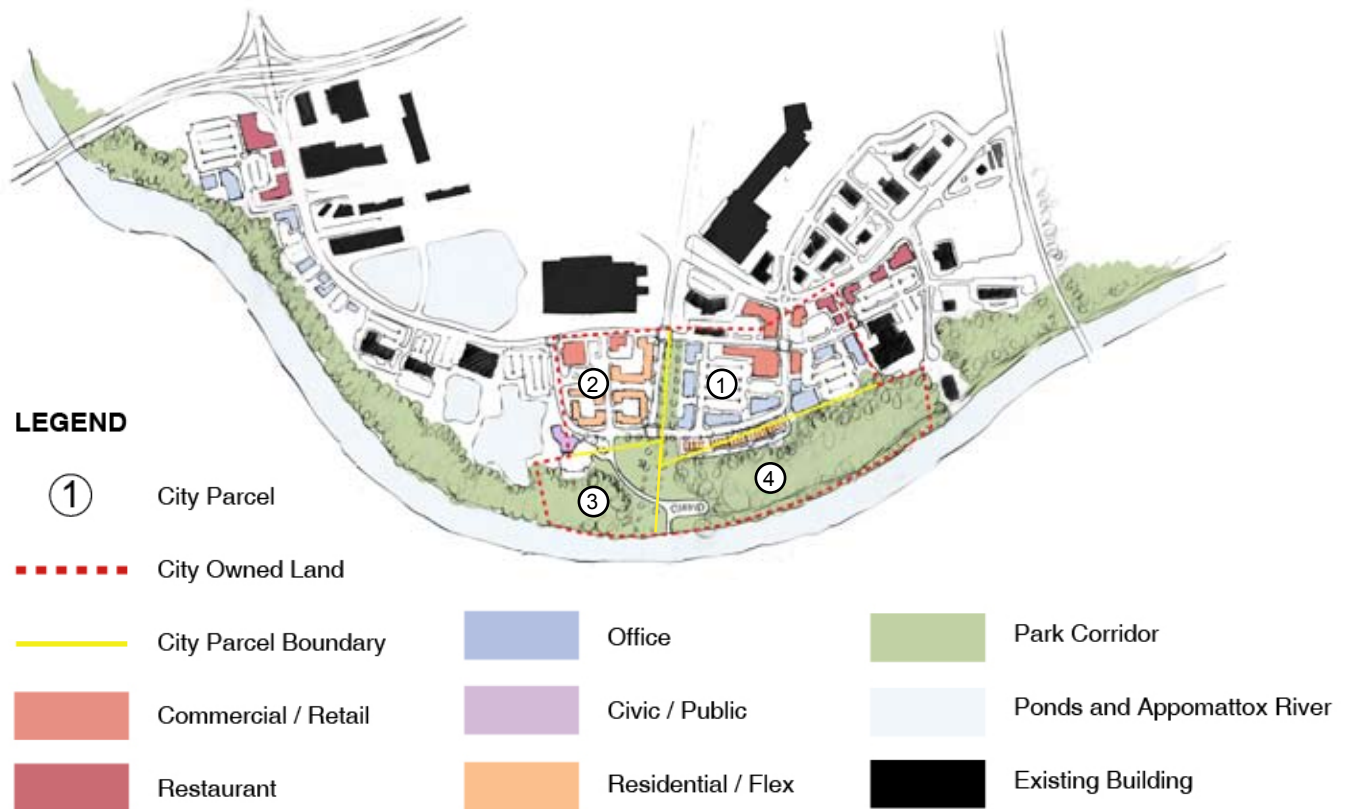 ②
①
③
④
LEGEND
① City Parcel
City Owned Land
City Parcel Boundary
Commercial / Retail
Restaurant
Office
Civic / Public
Residential / Flex
Park Corridor
Ponds and Appomattox River
Existing Building